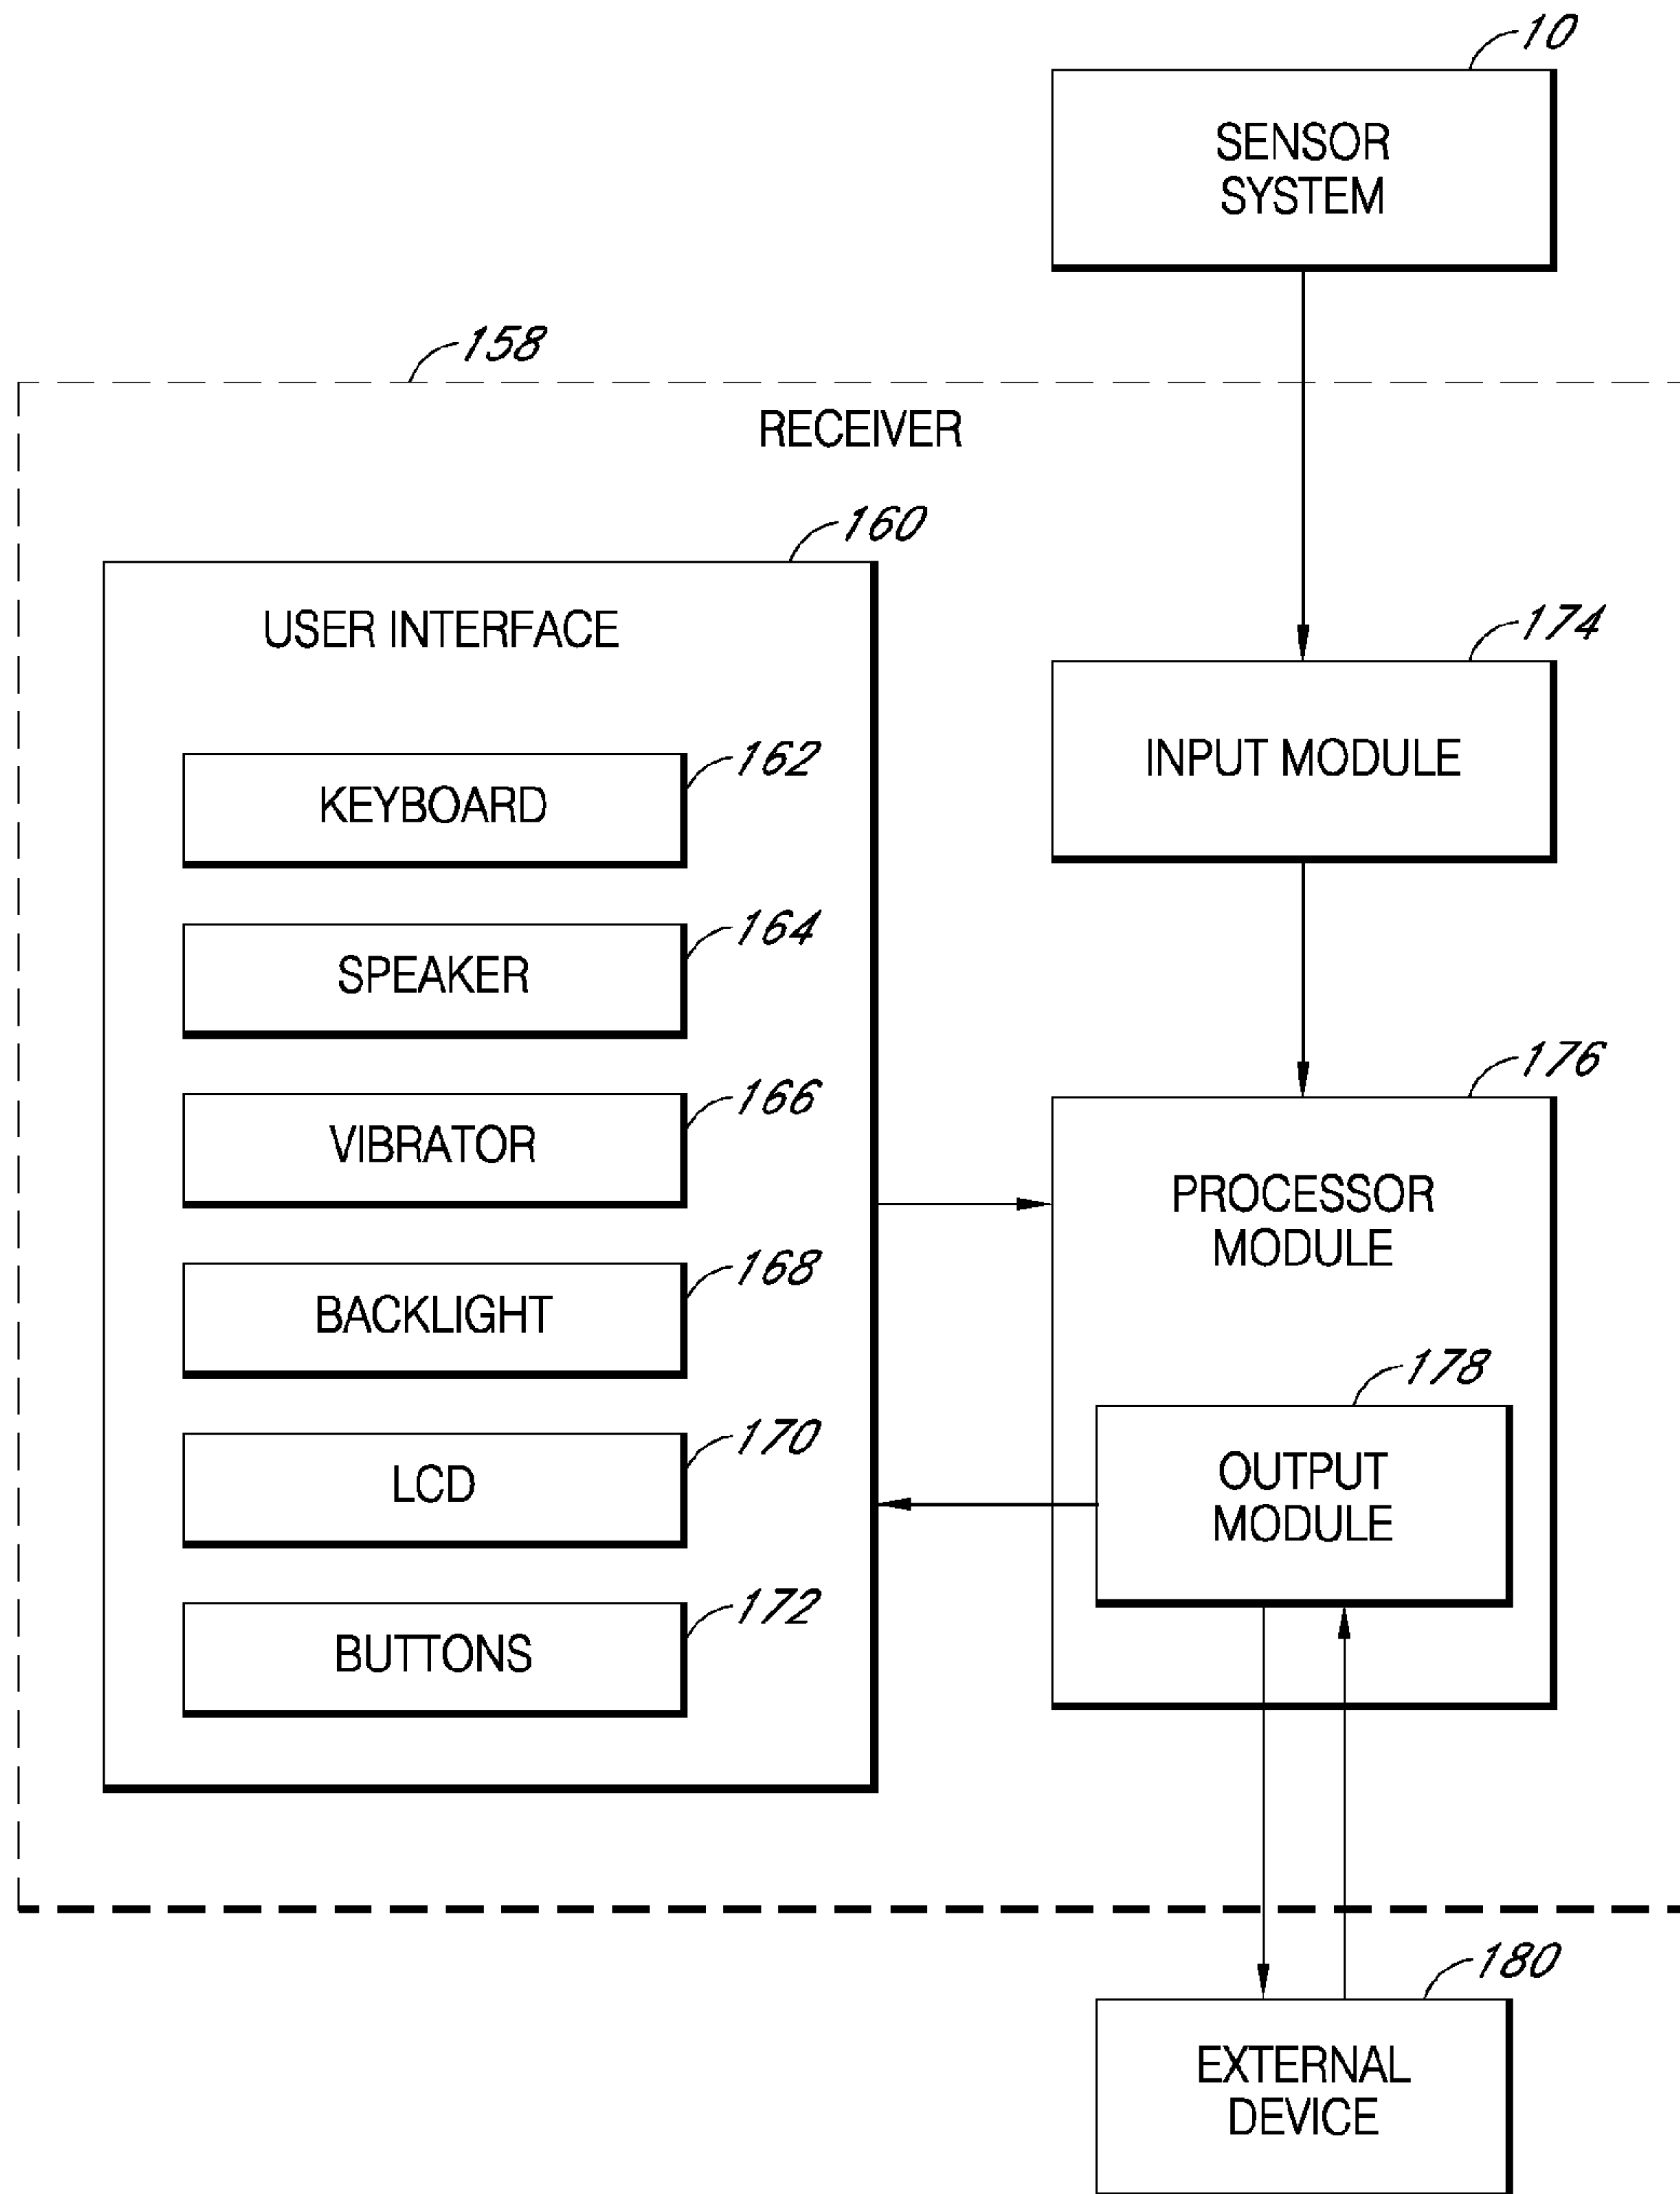 10
SENSOR
SYSTEM
158
RECEIVER
160
USER INTERFACE
174
INPUT MODULE
162
KEYBOARD
164
SPEAKER
166
VIBRATOR
168
BACKLIGHT
170
LCD
172
BUTTONS
176
PROCESSOR
MODULE
178
OUTPUT
MODULE
180
EXTERNAL
DEVICE